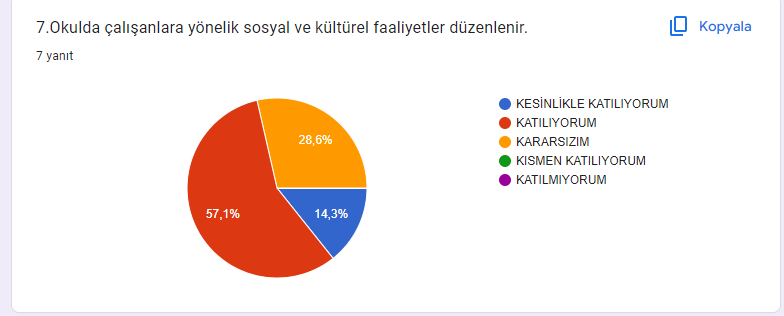 7.Okulda çalışanlara yönelik sosyal ve kültürel faaliyetler düzenlenir.
Kopyala
7 yanıt
KESİNLİKLE KATILIYORUM
KATILIYORUM
KARARSIZIM
KISMEN KATILIYORUM
KATILMIYORUM
28,6%
57,1%
14,3%